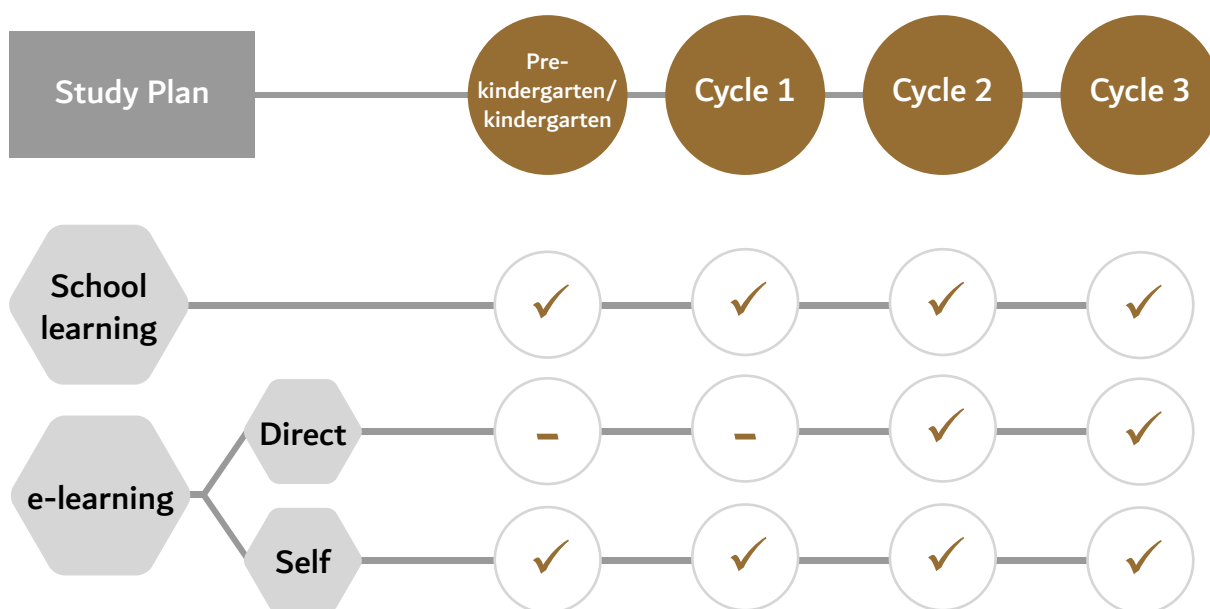 Study Plan
Pre-
kindergarten/
kindergarten
Cycle 1
Cycle 2
Cycle 3
School
learning
✓ ✓ ✓ ✓
e-learning
Direct
- - ✓ ✓
Self
✓ ✓ ✓ ✓